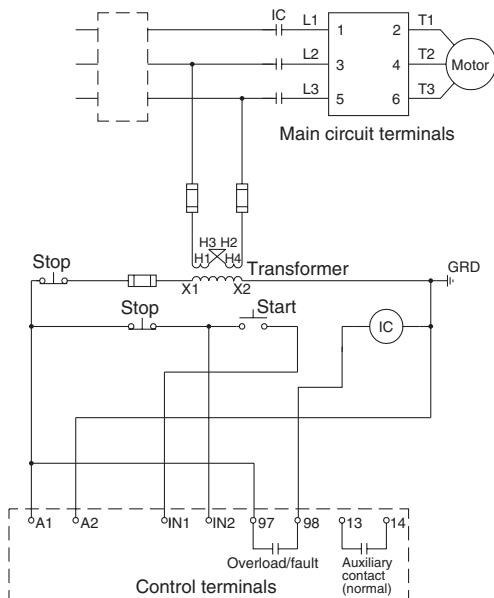 IC L1 1 2 T1
L2 3 4 T2 Motor
L3 5 6 T3
Main circuit terminals
H3 H2
H1 H4
Stop Transformer GRD
X1 X2
Stop Start IC
A1 A2 IN1 IN2 97 98 13 14
Overload/fault Auxiliary
contact
(normal)
Control terminals